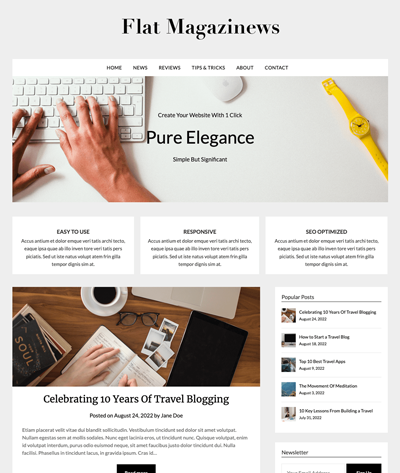 Flat Magazinews
HOME NEWS REVIEWS TIPS & TRICKS ABOUT CONTACT
Create Your Website With 1 Click
Pure Elegance
Simple But Significant
EASY TO USE
Accus antium et dolor emque veri tatis archi tecto,
eaque ipsa quae ab illo inven tore veri tatis pers
piciatis. Sed ut iste natus volupt atem frin gilla
tempor dignis sim at.
RESPONSIVE
Accus antium et dolor emque veri tatis archi tecto,
eaque ipsa quae ab illo inven tore veri tatis pers
piciatis. Sed ut iste natus volupt atem frin gilla
tempor dignis sim at.
SEO OPTIMIZED
Accus antium et dolor emque veri tatis archi tecto,
eaque ipsa quae ab illo inven tore veri tatis pers
piciatis. Sed ut iste natus volupt atem frin gilla
tempor dignis sim at.
SOUL
Celebrating 10 Years Of Travel Blogging
Posted on August 24, 2022 by Jane Doe
Etiam placerat velit vitae dui blandit sollicitudin. Vestibulum tincidunt sed dolor sit amet volutpat.
Nullam egestas sem at mollis sodales. Nunc eget lacinia eros, ut tincidunt nunc. Quisque volutpat, enim
id volutpat interdum, purus odio euismod neque, sit amet faucibus justo dolor tincidunt dui. Nulla
facilisi. Phasellus in tincidunt lacus, in gravida ipsum. Cras id…
Read more
Popular Posts
Celebrating 10 Years Of Travel Blogging
August 24, 2022
How to Start a Travel Blog
August 18, 2022
Top 10 Best Travel Apps
August 9, 2022
The Movement Of Meditation
August 3, 2022
10 Key Lessons From Building a Travel
July 31, 2022
Newsletter
Your Email Address
Sign Up